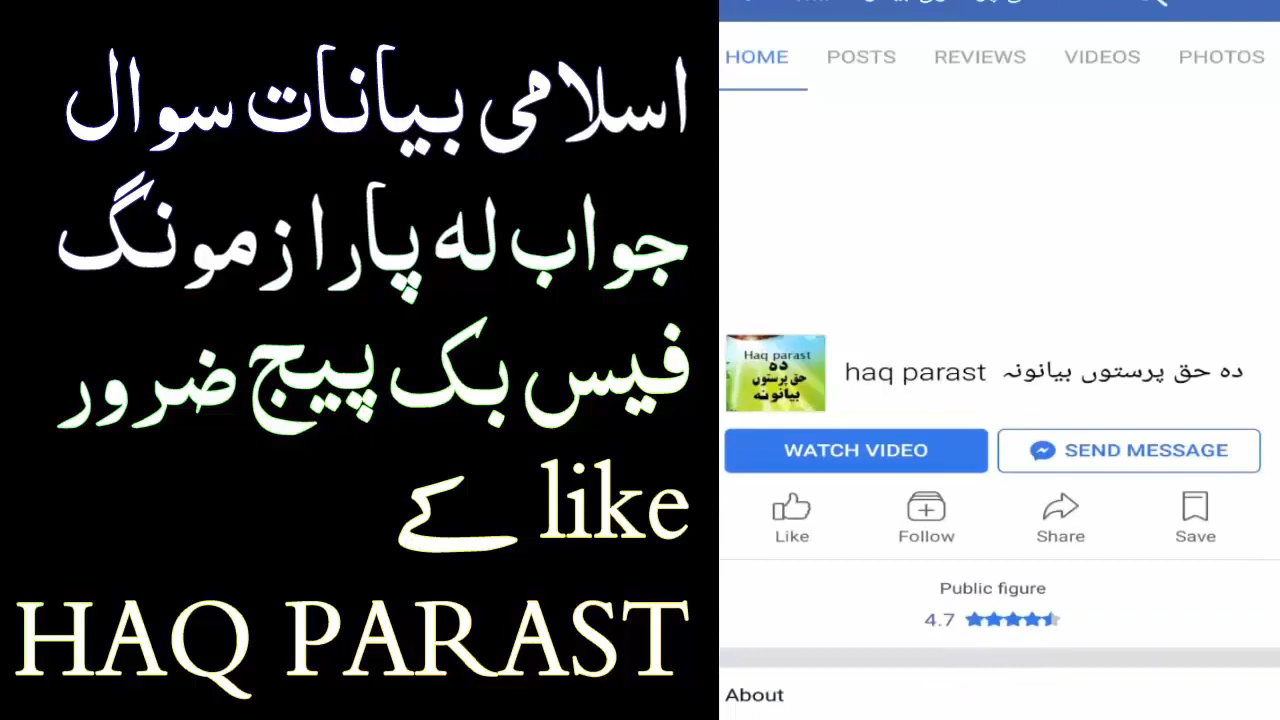 اسلامی بیانات سوال
جواب له پارا زمونگ
فیس بک پیج ضرور
like کے
HAQ PARAST
HOME POSTS REVIEWS VIDEOS PHOTOS
Haq parast
ده
حق پرستوں
بیانونه
haq parast ده حق پرستوں بیانونہ
WATCH VIDEO SEND MESSAGE
Like Follow Share Save
Public figure
4.7
About